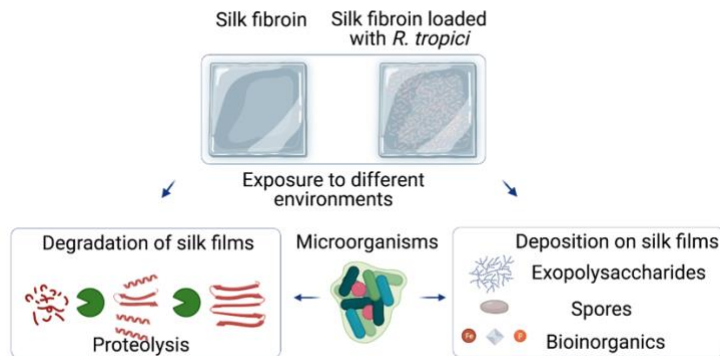 Silk fibroin
Silk fibroin loaded
with R. tropici
Exposure to different
environments
Degradation of silk films
Proteolysis
Microorganisms
Deposition on silk films
Exopolysaccharides
Spores
Fe
P
Bioinorganics